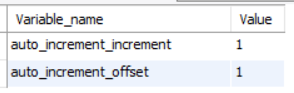 Variable_name Value
auto_increment_increment 1
auto_increment_offset 1